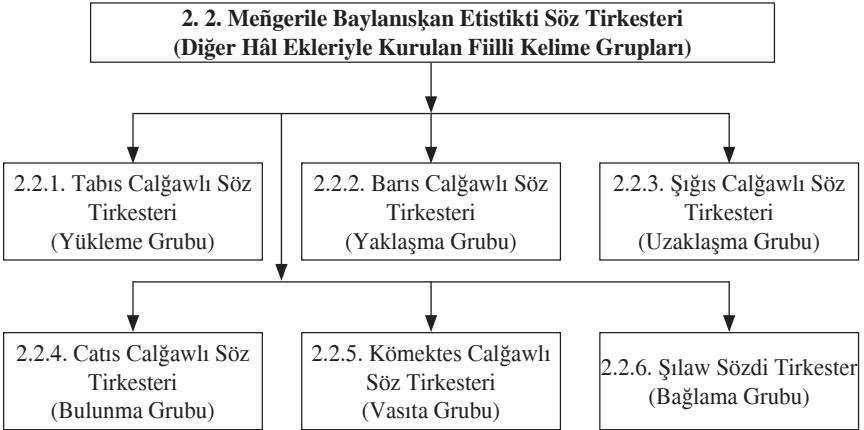 2. 2. Meñgerile Baylanısķan Etistikti Söz Tirkesteri
(Diğer Hâl Ekleriyle Kurulan Fiilli Kelime Grupları)
2.2.1. Tabıs Calğawlı Söz
Tirkesteri
(Yükleme Grubu)
2.2.2. Barıs Calğawlı Söz
Tirkesteri
(Yaklaşma Grubu)
2.2.3. Şığıs Calğawlı Söz
Tirkesteri
(Uzaklaşma Grubu)
2.2.4. Catıs Calğawlı Söz
Tirkesteri
(Bulunma Grubu)
2.2.5. Kömektes Calğawlı
Söz Tirkesteri
(Vasıta Grubu)
2.2.6. Şılaw Sözdi Tirkester
(Bağlama Grubu)